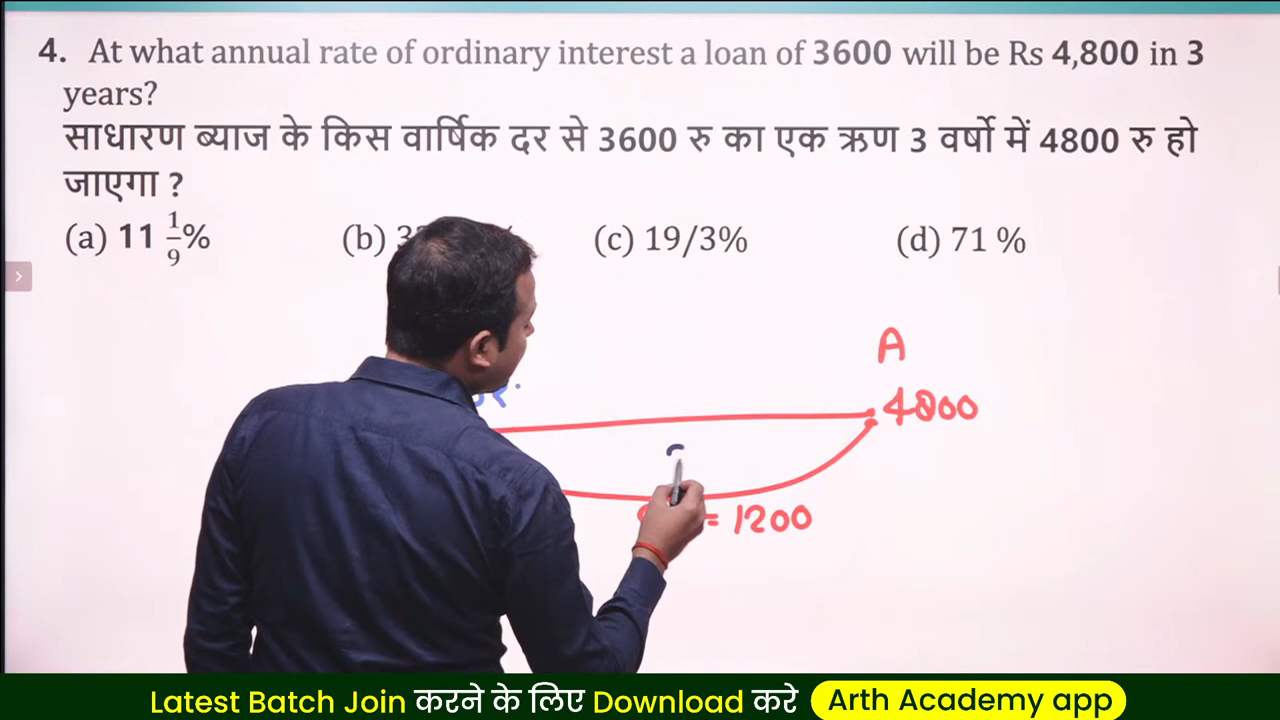 4. At what annual rate of ordinary interest a loan of 3600 will be Rs 4,800 in 3
years?
साधारण ब्याज के किस वार्षिक दर से 3600 रु का एक ऋण 3 वर्षो में 4800 रु हो
जाएगा ?
(a) 11 1/9% (b) (c) 19/3% (d) 71 %
A
4800
= 1200
Latest Batch Join करने के लिए Download करे Arth Academy app